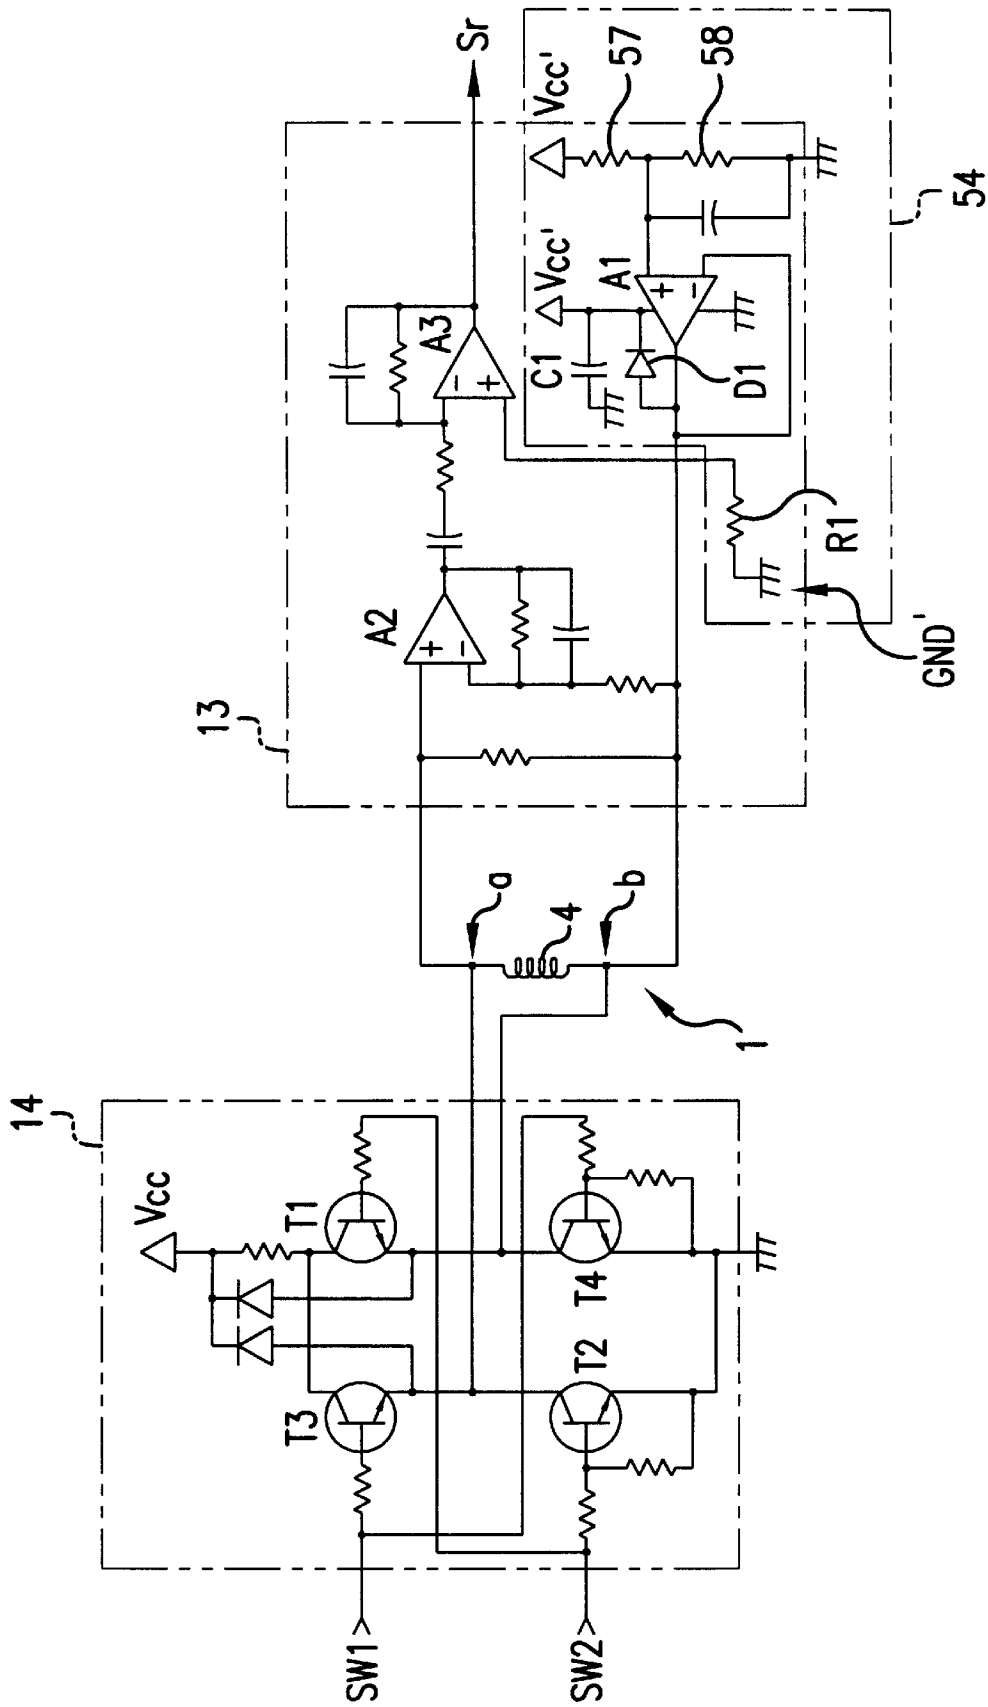 14
Vcc
T3
T1
T2
T4
SW1
SW2
1
a
4
b
13
A2
A3
Sr
+
−
−
+
R1
GND'
C1
Vcc'
A1
+
−
D1
Vcc'
57
58
54